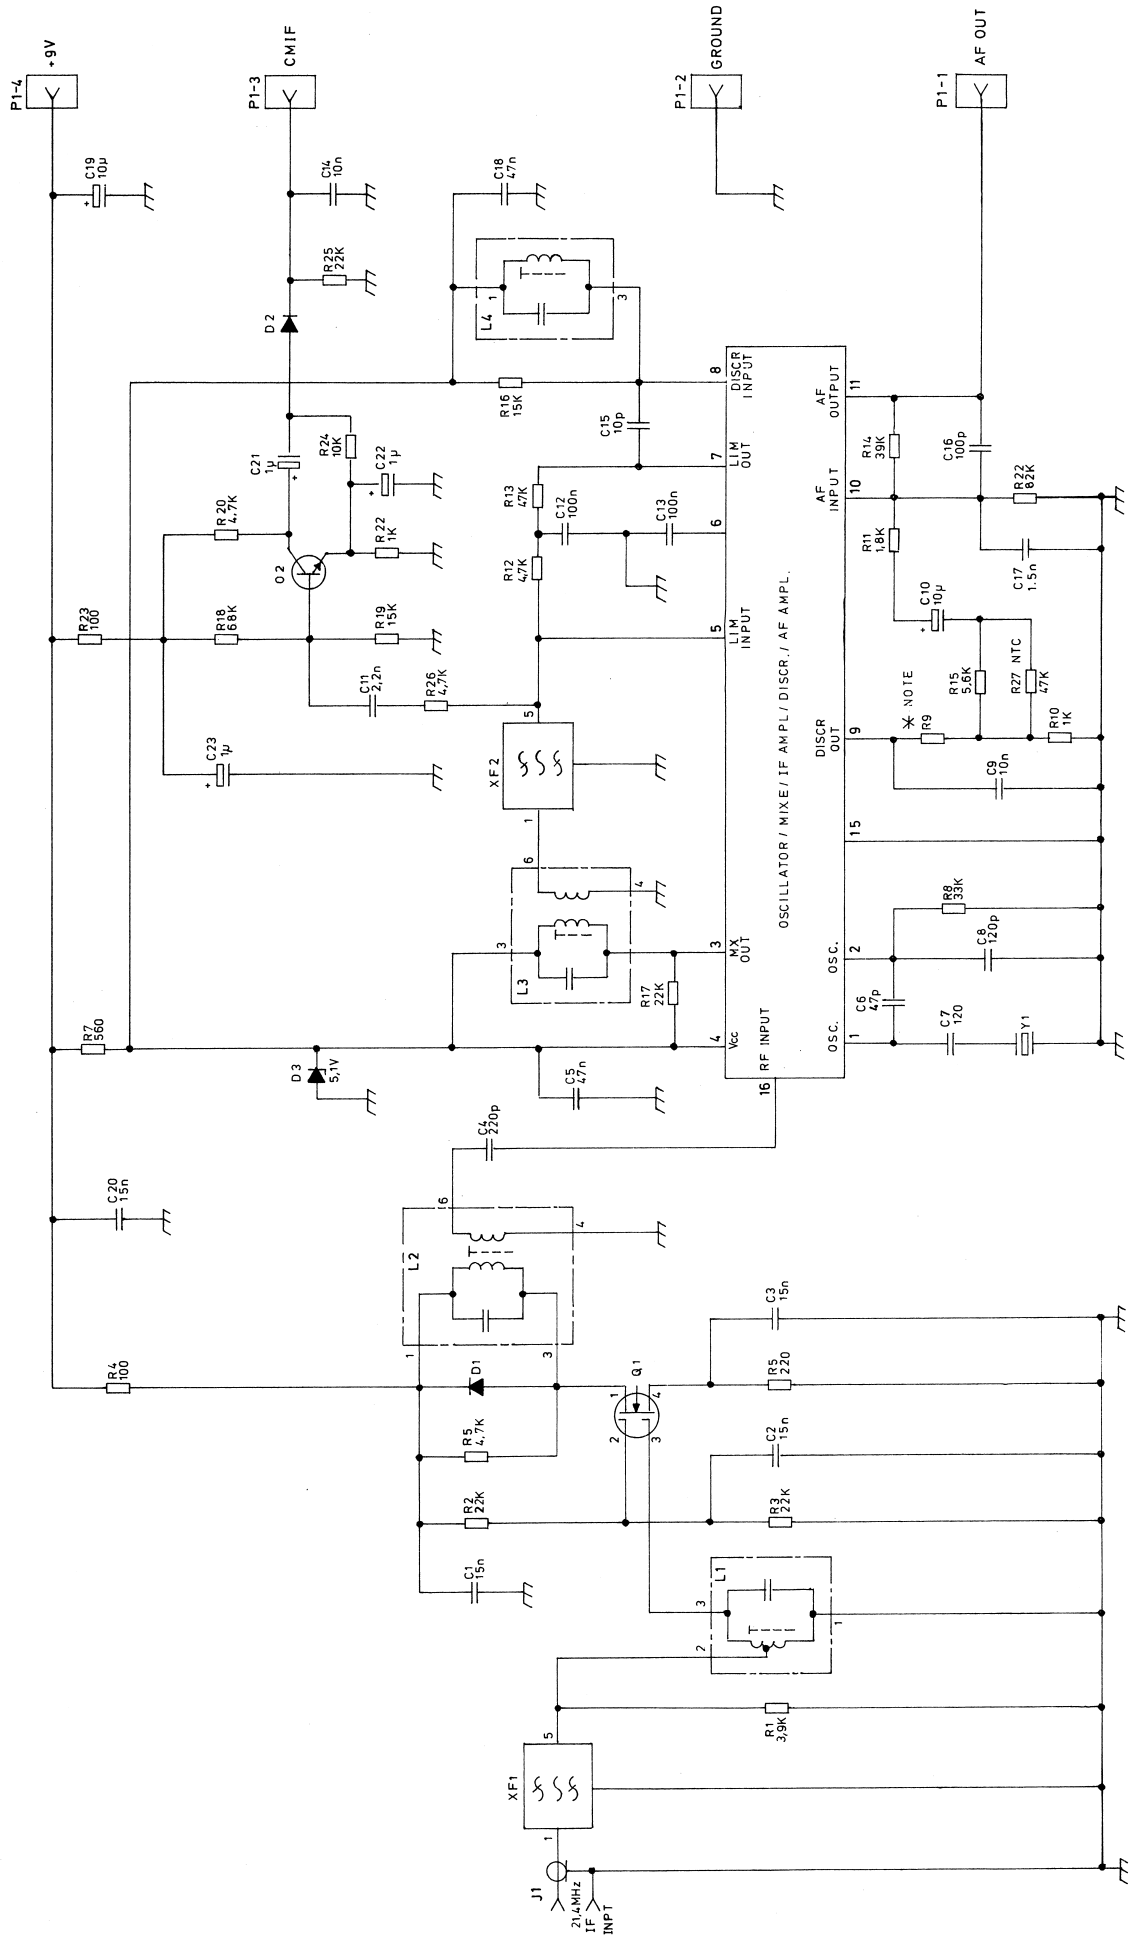 P1-4
+9V
P1-3
CMIF
P1-2
GROUND
P1-1
AF OUT
C19
10µ
+
C14
10n
R25
22K
D2
C18
47n
L4
1
3
R16
15K
C15
10p
8
DISCR
INPUT
7
LIM
OUT
6
5
LIM
INPUT
C21
1µ
+
R24
10K
C22
1µ
+
R20
4.7K
O2
R22
1K
R23
100
R18
68K
R19
15K
C11
2,2n
R26
4,7K
C23
1µ
+
R13
47K
C12
100n
C13
100n
R12
4,7K
XF2
5
1
6
4
3
L3
3
MX
OUT
R17
22K
4
Vcc
R7
560
D3
5,1V
C5
47n
OSCILLATOR / MIXE / IF AMPL / DISCR. / AF AMPL.
16
RF INPUT
AF
OUTPUT
11
AF
INPUT
10
DISCR
OUT
9
15
OSC.
2
OSC.
1
R14
39K
C16
100p
R22
82K
R11
1,8K
C17
1.5n
C10
10µ
+
R15
5,6K
R27 NTC
47K
* NOTE
R9
R10
1K
C9
10n
R8
33K
C8
120p
C6
47p
C7
120
Y1
C4
220p
C20
15n
L2
6
4
1
3
R4
100
D1
R5
4,7K
R2
22K
C1
15n
Q1
1
2
3
4
C3
15n
R5
220
C2
15n
R3
22K
L1
3
2
1
R1
3,9K
XF1
5
1
J1
21,4MHz
IF
INPT